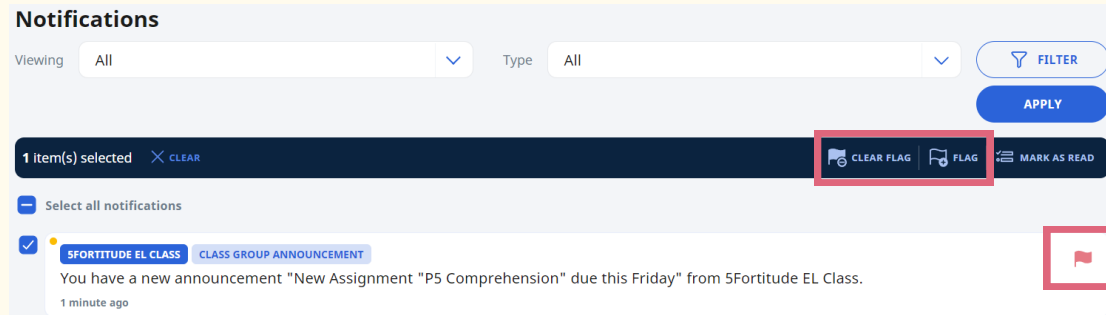 Notifications
Viewing All Type All FILTER
APPLY
1 item(s) selected CLEAR CLEAR FLAG FLAG MARK AS READ
Select all notifications
5FORTITUDE EL CLASS CLASS GROUP ANNOUNCEMENT
You have a new announcement "New Assignment "P5 Comprehension" due this Friday" from 5Fortitude EL Class.
1 minute ago